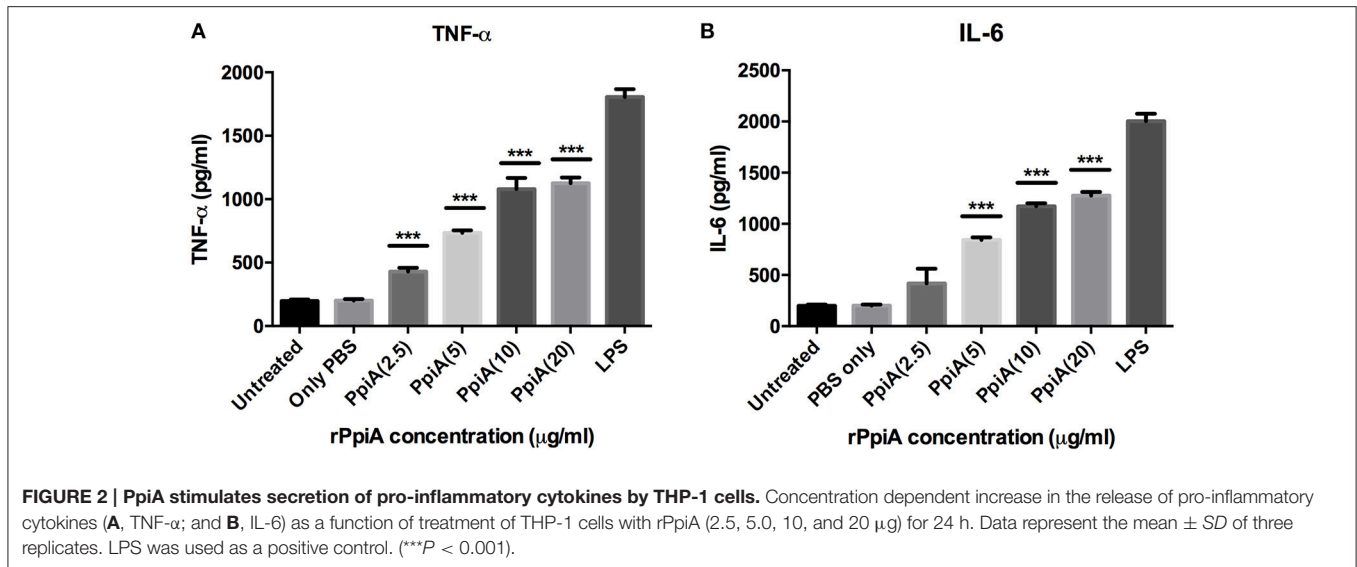 A
TNF-α
TNF-α (pg/ml)
2000
1500
1000
500
0
***
***
***
***
Untreated
Only PBS
PpiA(2.5)
PpiA(5)
PpiA(10)
PpiA(20)
LPS
rPpiA concentration (μg/ml)
B
IL-6
IL-6 (pg/ml)
2500
2000
1500
1000
500
0
***
***
***
Untreated
PBS only
PpiA(2.5)
PpiA(5)
PpiA(10)
PpiA(20)
LPS
rPpiA concentration (μg/ml)
FIGURE 2 | PpiA stimulates secretion of pro-inflammatory cytokines by THP-1 cells. Concentration dependent increase in the release of pro-inflammatory
cytokines (A, TNF-α; and B, IL-6) as a function of treatment of THP-1 cells with rPpiA (2.5, 5.0, 10, and 20 μg) for 24 h. Data represent the mean ± SD of three
replicates. LPS was used as a positive control. (***P < 0.001).